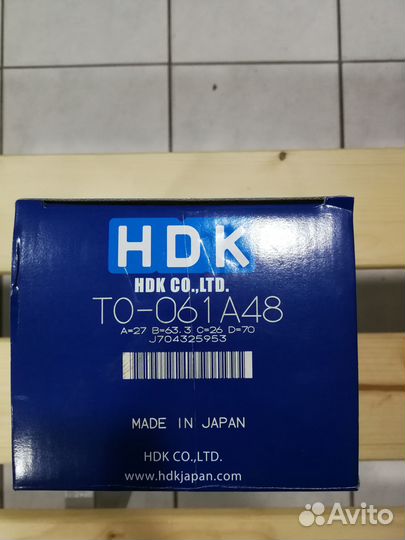 HDK
HDK CO.,LTD.
TO-061A48
A=27 B=63.3 C=26 D=70
J704325953
MADE IN JAPAN
HDK CO.,LTD.
www.hdkjapan.com
Avito